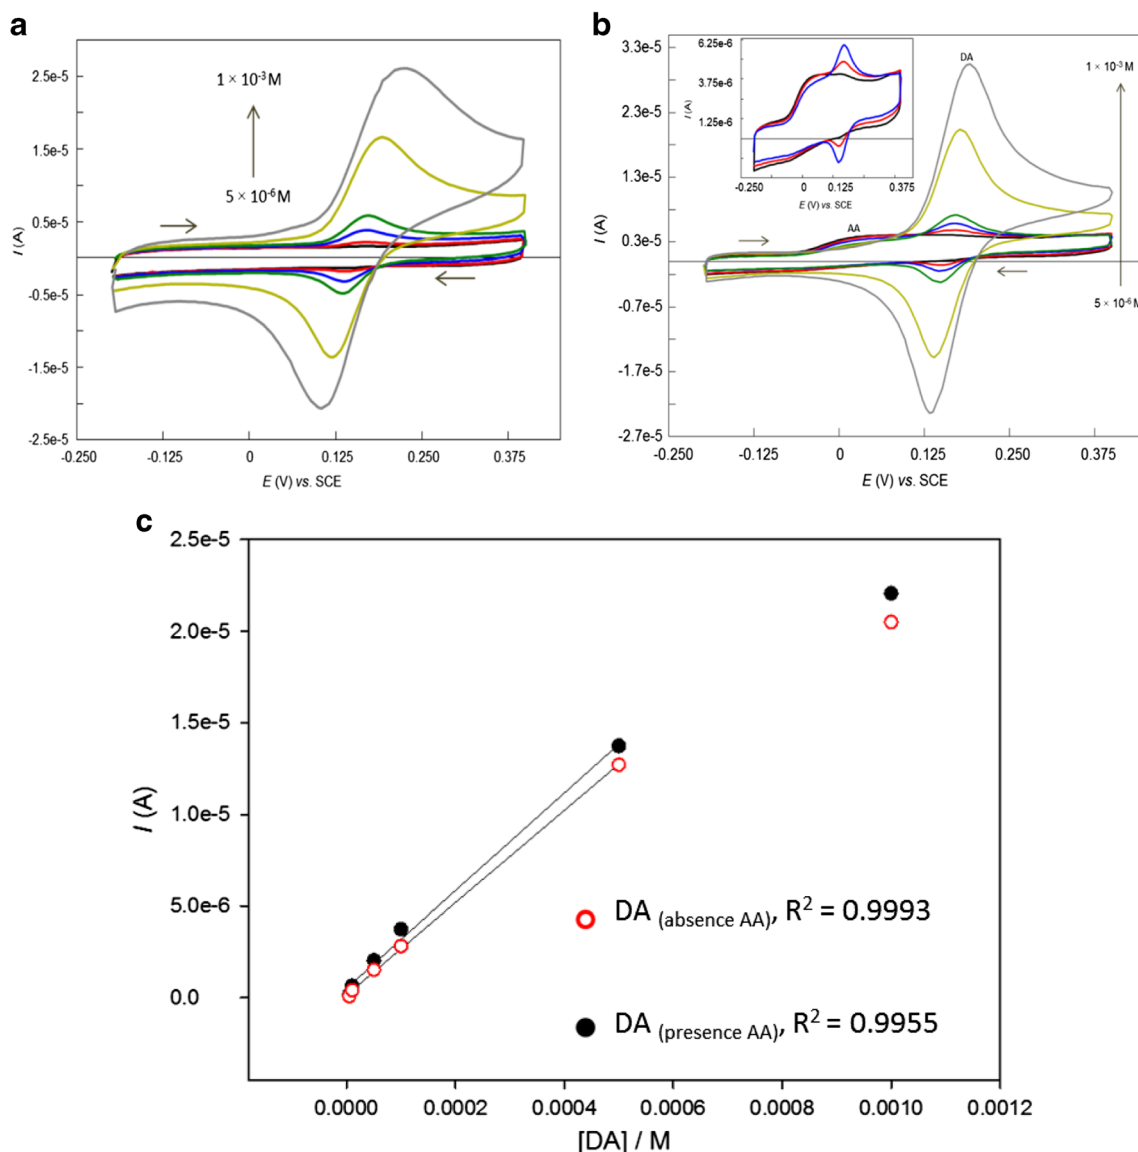 a
2.5e-5
1.5e-5
0.5e-5
-0.5e-5
-1.5e-5
-2.5e-5
I (A)
1 × 10⁻³ M
5 × 10⁻⁶ M
-0.250 -0.125 0 0.125 0.250 0.375
E (V) vs. SCE
b
3.3e-5
2.3e-5
1.3e-5
0.3e-5
-0.7e-5
-1.7e-5
-2.7e-5
I (A)
6.25e-6
3.75e-6
1.25e-6
I (A)
-0.250 0 0.125 0.375
E (V) vs. SCE
DA
AA
1 × 10⁻³ M
5 × 10⁻⁶ M
-0.250 -0.125 0 0.125 0.250 0.375
E (V) vs. SCE
c
2.5e-5
2.0e-5
1.5e-5
1.0e-5
5.0e-6
0.0
I (A)
DA (absence AA), R² = 0.9993
DA (presence AA), R² = 0.9955
0.0000 0.0002 0.0004 0.0006 0.0008 0.0010 0.0012
[DA] / M